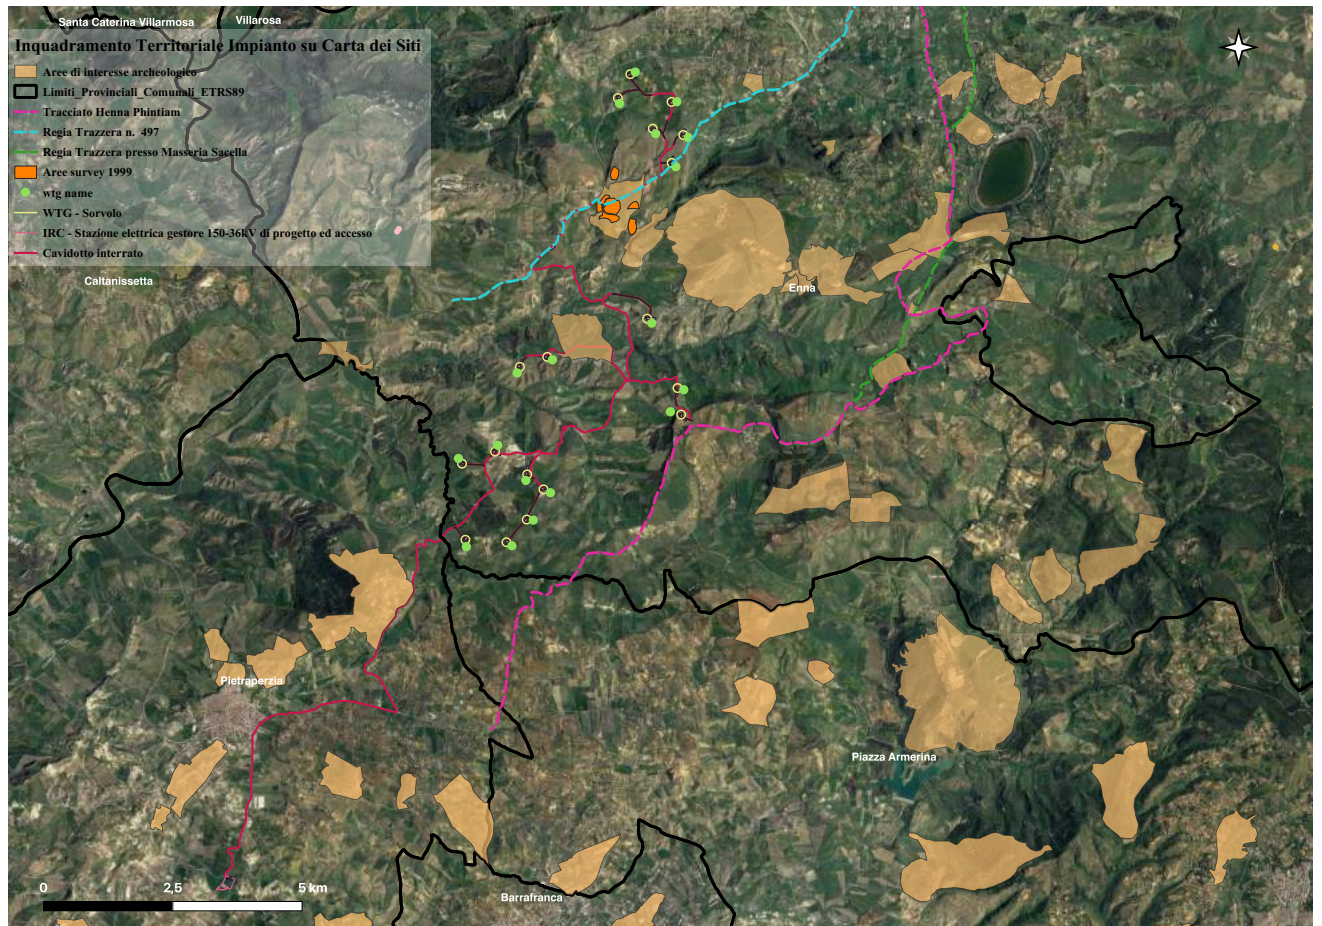 Santa Caterina Villarmosa
Villarosa
Inquadramento Territoriale Impianto su Carta dei Siti
Aree di interesse archeologico
Limiti_Provinciali_Comunali_ETRS89
Tracciato Henna Phintiam
Regia Trazzera n. 497
Regia Trazzera presso Masseria Sacella
Aree survey 1999
wtg name
WTG - Sorvolo
IRC - Stazione elettrica gestore 150-36kV di progetto ed accesso
Cavidotto interrato
Caltanissetta
Enna
Pietraperzia
Piazza Armerina
Barrafranca
0 2,5 5 km